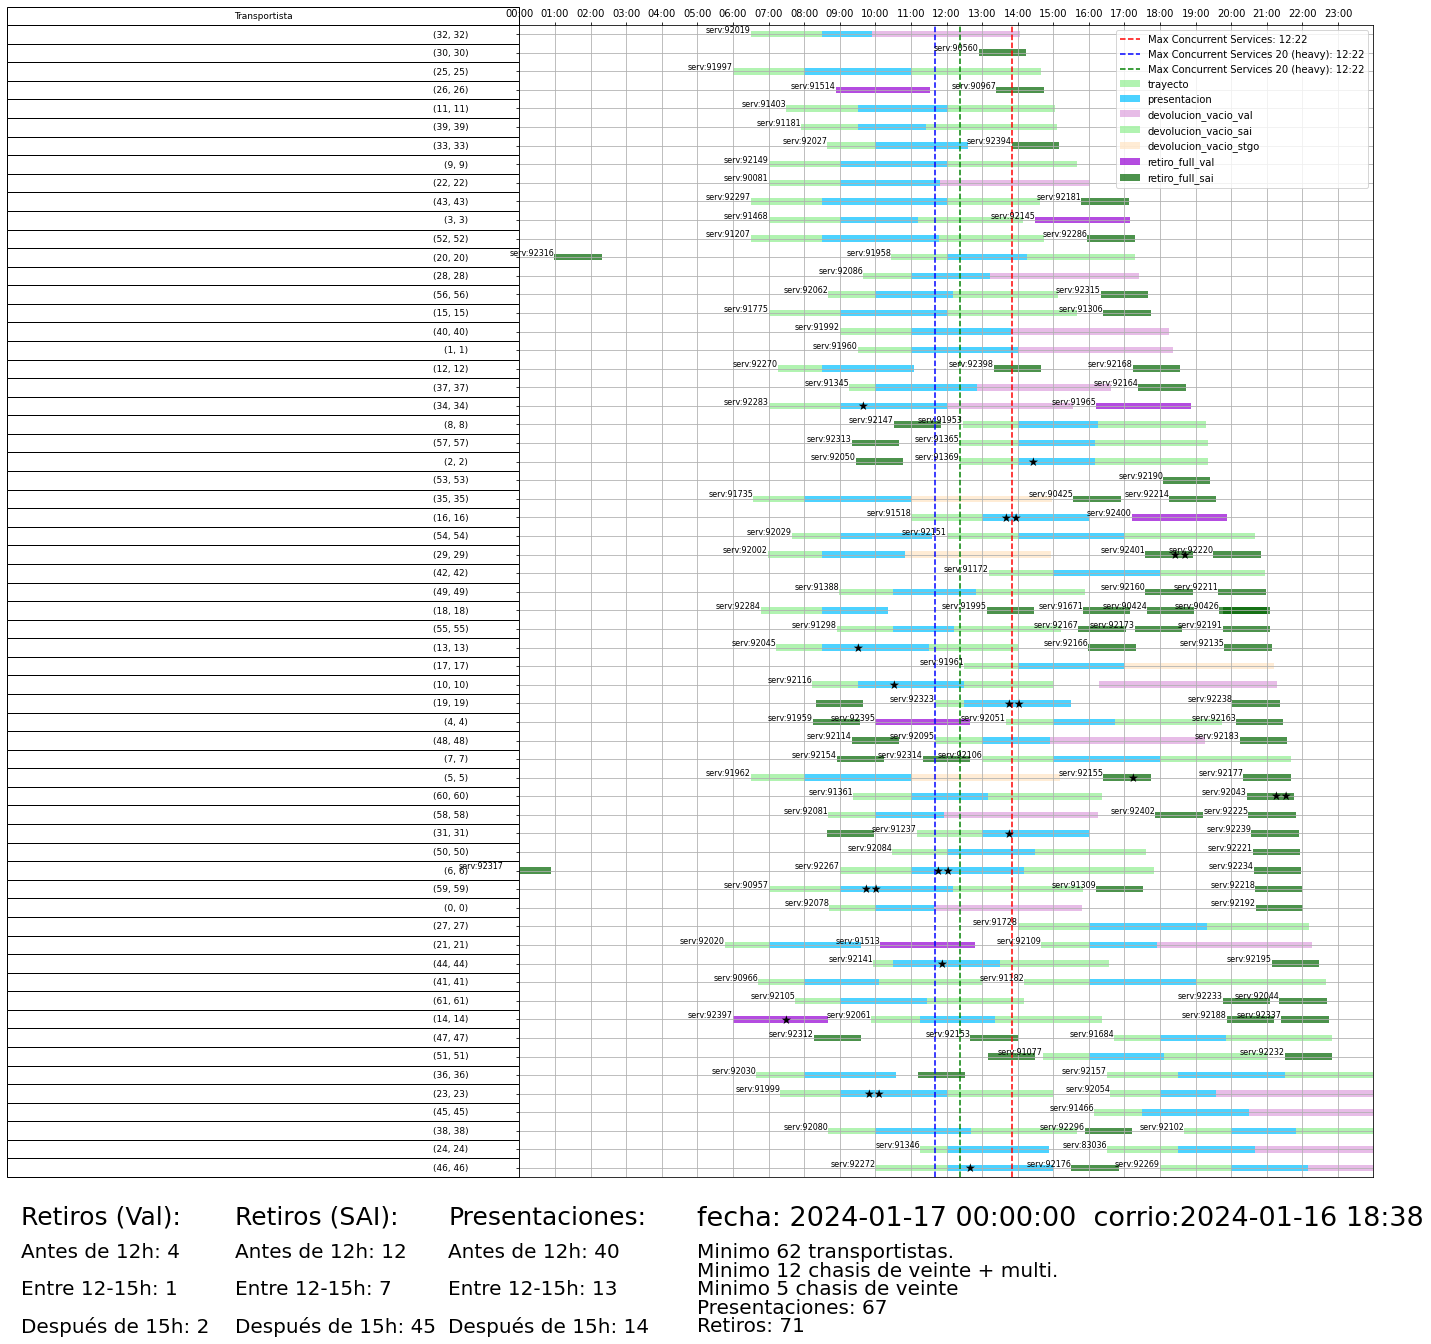 Transportista
00:00 01:00 02:00 03:00 04:00 05:00 06:00 07:00 08:00 09:00 10:00 11:00 12:00 13:00 14:00 15:00 16:00 17:00 18:00 19:00 20:00 21:00 22:00 23:00
Max Concurrent Services: 12:22
Max Concurrent Services 20 (heavy): 12:22
Max Concurrent Services 20 (heavy): 12:22
trayecto
presentacion
devolucion_vacio_val
devolucion_vacio_sai
devolucion_vacio_stgo
retiro_full_val
retiro_full_sai
(32, 32) serv:92019
(30, 30) serv:90560
(25, 25) serv:91997
(26, 26) serv:91514 serv:90967
(11, 11) serv:91403
(39, 39) serv:91181
(33, 33) serv:92027 serv:92394
(9, 9) serv:92149
(22, 22) serv:90081
(43, 43) serv:92297 serv:92181
(3, 3) serv:91468 serv:92145
(52, 52) serv:91207 serv:92286
(20, 20) serv:92316 serv:91958
(28, 28) serv:92086
(56, 56) serv:92062 serv:92315
(15, 15) serv:91775 serv:91306
(40, 40) serv:91992
(1, 1) serv:91960
(12, 12) serv:92270 serv:92398 serv:92168
(37, 37) serv:91345 serv:92164
(34, 34) serv:92283 serv:91965
(8, 8) serv:92147 serv:91953
(57, 57) serv:92313 serv:91365
(2, 2) serv:92050 serv:91369
(53, 53) serv:92190
(35, 35) serv:91735 serv:90425 serv:92214
(16, 16) serv:91518 serv:92400
(54, 54) serv:92029 serv:92151
(29, 29) serv:92002 serv:92401 serv:92220
(42, 42) serv:91172
(49, 49) serv:91388 serv:92160 serv:92211
(18, 18) serv:92284 serv:91995 serv:91671 serv:90424 serv:90426
(55, 55) serv:91298 serv:92167 serv:92173 serv:92191
(13, 13) serv:92045 serv:92166 serv:92135
(17, 17) serv:91961
(10, 10) serv:92116
(19, 19) serv:92323 serv:92238
(4, 4) serv:91959 serv:92395 serv:92051 serv:92163
(48, 48) serv:92114 serv:92095 serv:92183
(7, 7) serv:92154 serv:92314 serv:92106
(5, 5) serv:91962 serv:92155 serv:92177
(60, 60) serv:91361 serv:92043
(58, 58) serv:92081 serv:92402 serv:92225
(31, 31) serv:91237 serv:92239
(50, 50) serv:92084 serv:92221
(6, 6) serv:92317 serv:92267 serv:92234
(59, 59) serv:90957 serv:91309 serv:92218
(0, 0) serv:92078 serv:92192
(27, 27) serv:91728
(21, 21) serv:92020 serv:91513 serv:92109
(44, 44) serv:92141 serv:92195
(41, 41) serv:90966 serv:91182
(61, 61) serv:92105 serv:92233 serv:92044
(14, 14) serv:92397 serv:92061 serv:92188 serv:92337
(47, 47) serv:92312 serv:92153 serv:91684
(51, 51) serv:91077 serv:92232
(36, 36) serv:92030 serv:92157
(23, 23) serv:91999 serv:92054
(45, 45) serv:91466
(38, 38) serv:92080 serv:92296 serv:92102
(24, 24) serv:91346 serv:83036
(46, 46) serv:92272 serv:92176 serv:92269
Retiros (Val):
Antes de 12h: 4
Entre 12-15h: 1
Después de 15h: 2
Retiros (SAI):
Antes de 12h: 12
Entre 12-15h: 7
Después de 15h: 45
Presentaciones:
Antes de 12h: 40
Entre 12-15h: 13
Después de 15h: 14
fecha: 2024-01-17 00:00:00 corrio:2024-01-16 18:38
Minimo 62 transportistas.
Minimo 12 chasis de veinte + multi.
Minimo 5 chasis de veinte
Presentaciones: 67
Retiros: 71